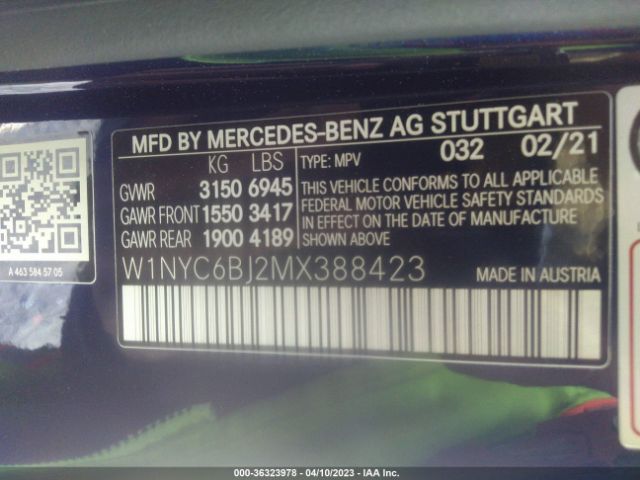 MFD BY MERCEDES-BENZ AG STUTTGART
KG LBS TYPE: MPV 032 02/21
GVWR 3150 6945
GAWR FRONT 1550 3417
GAWR REAR 1900 4189
THIS VEHICLE CONFORMS TO ALL APPLICABLE
FEDERAL MOTOR VEHICLE SAFETY STANDARDS
IN EFFECT ON THE DATE OF MANUFACTURE
SHOWN ABOVE
W1NYC6BJ2MX388423 MADE IN AUSTRIA
A 463 584 57 05
000-36323978 - 04/10/2023 - IAA Inc.